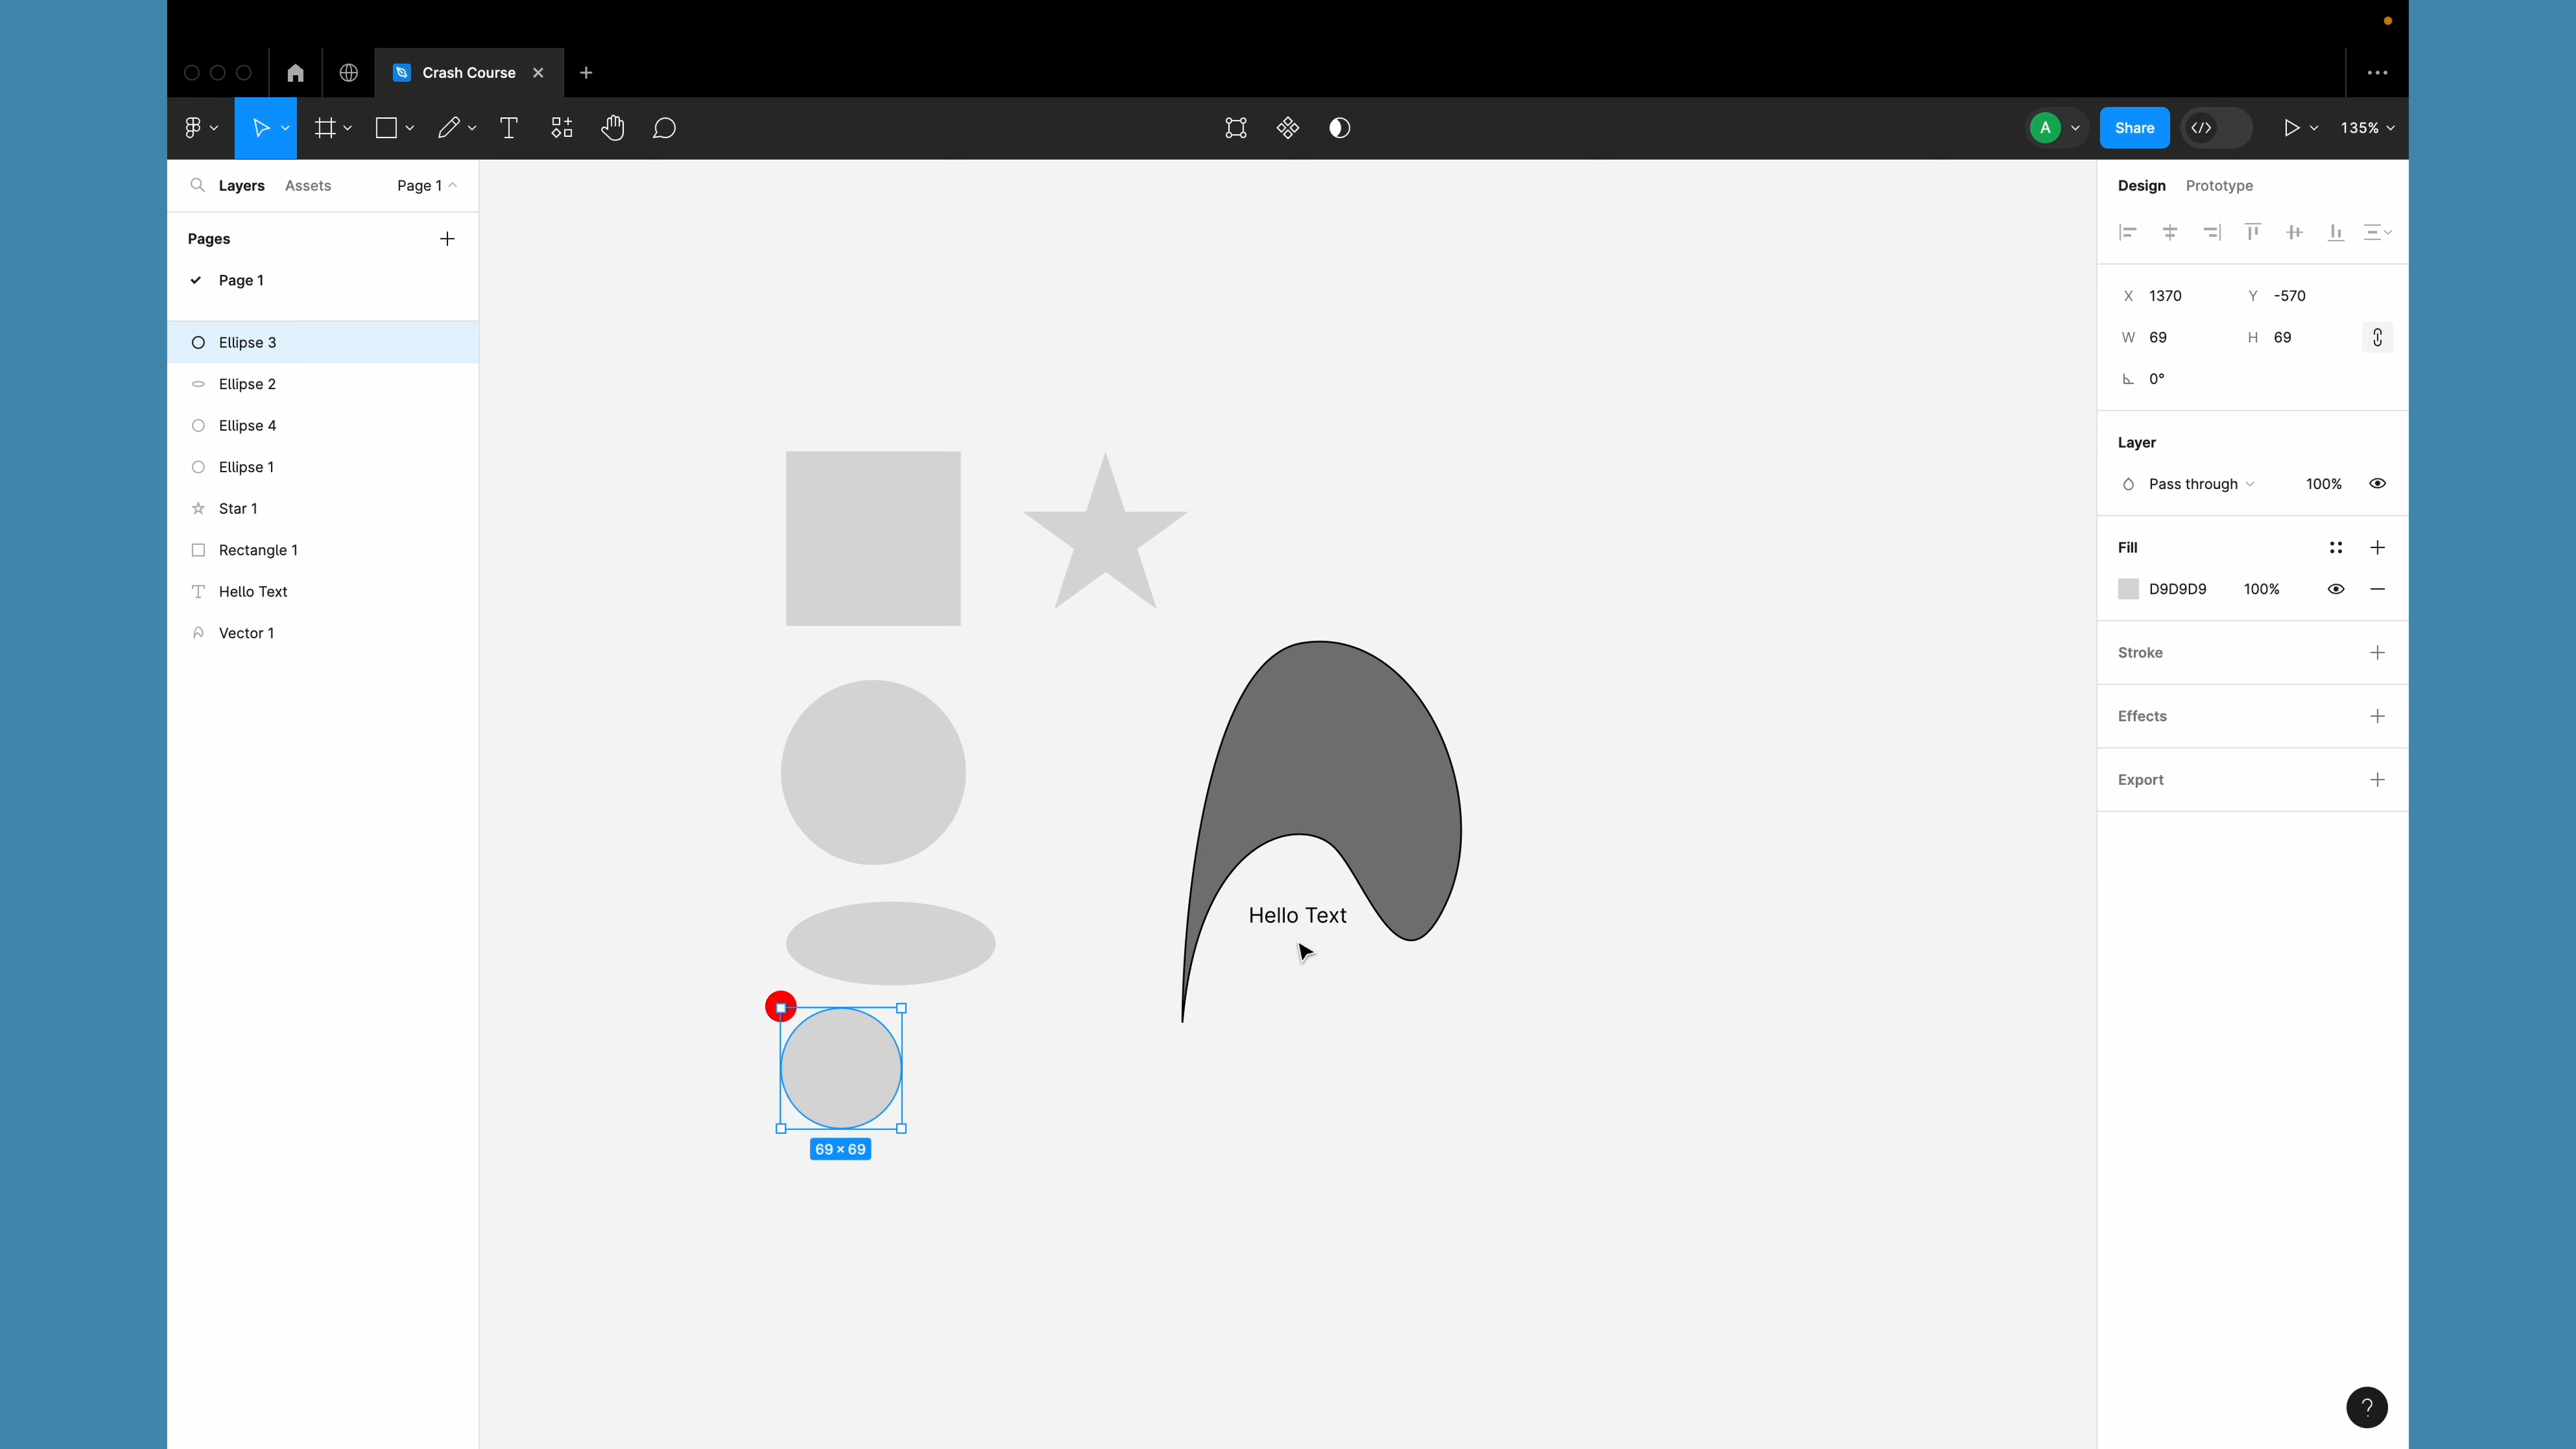 Crash Course
A
Share
135%
Layers
Assets
Page 1
Pages
Page 1
Ellipse 3
Ellipse 2
Ellipse 4
Ellipse 1
Star 1
Rectangle 1
Hello Text
Vector 1
Hello Text
69 × 69
Design
Prototype
X 1370 Y -570
W 69 H 69
0°
Layer
Pass through 100%
Fill
D9D9D9 100%
Stroke
Effects
Export
?